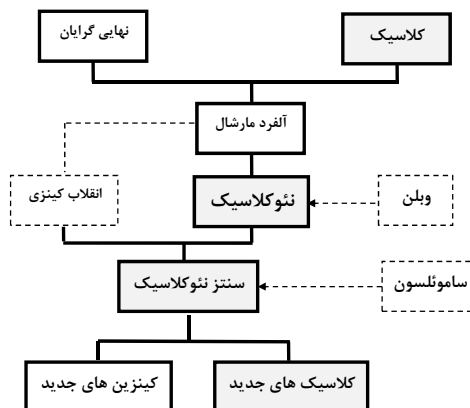 کلاسیک
نهایی گرایان
آلفرد مارشال
انقلاب کینزی
نئوکلاسیک
وبلن
سنتز نئوکلاسیک
ساموئلسون
کلاسیک های جدید
کینزین های جدید